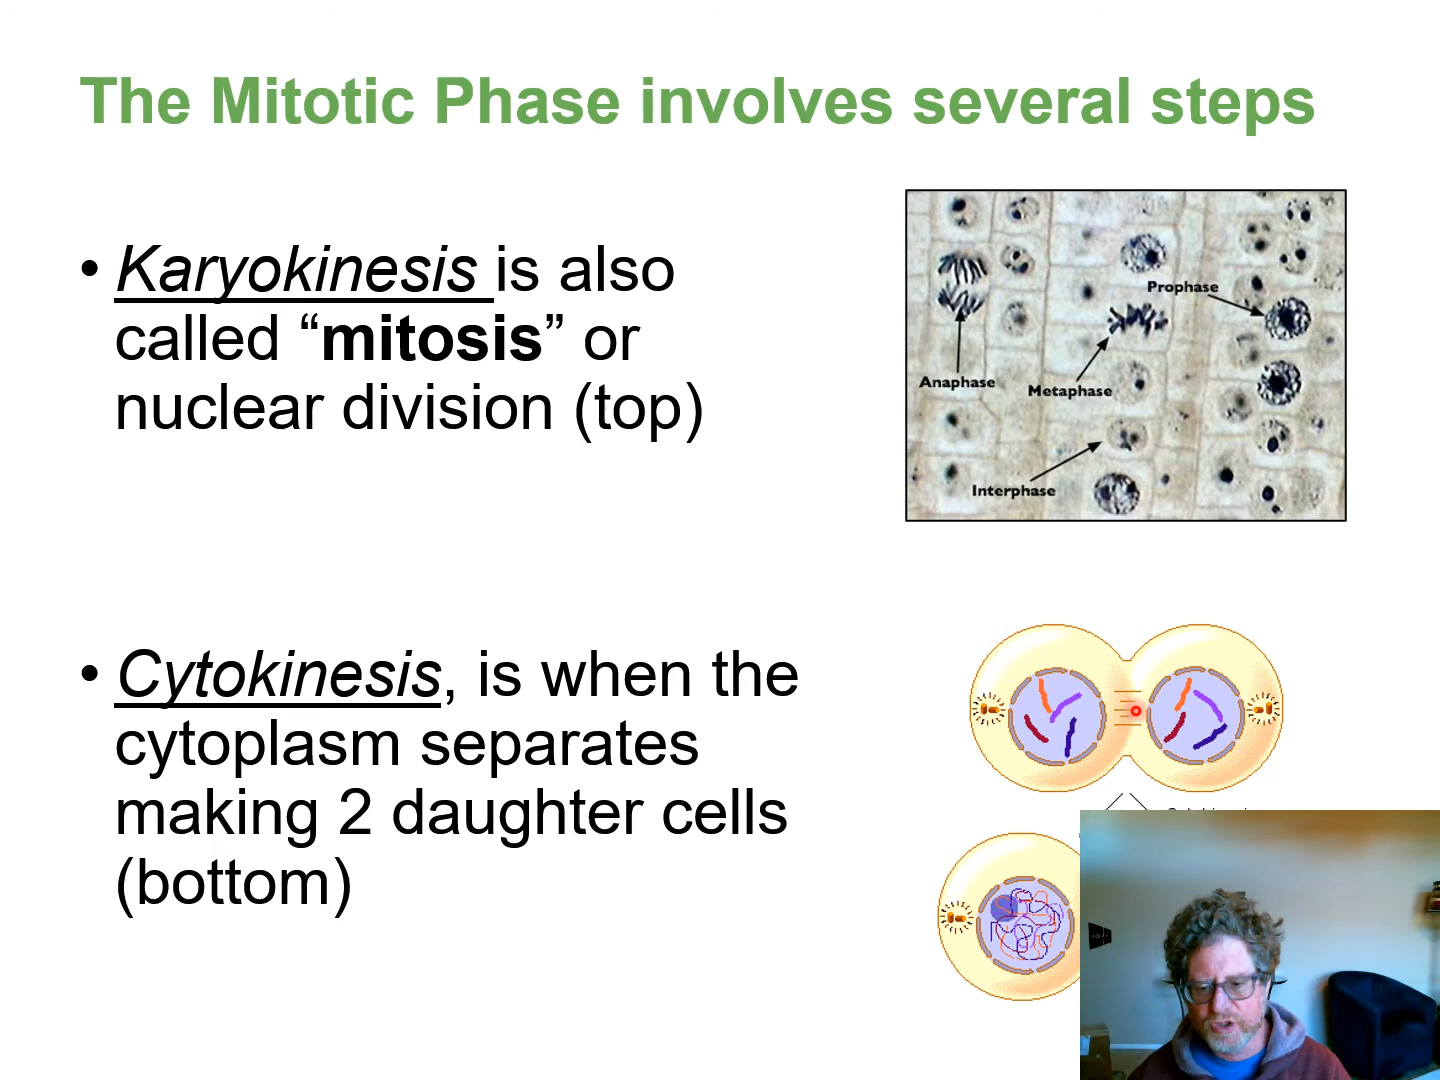 The Mitotic Phase involves several steps
• Karyokinesis is also
called “mitosis” or
nuclear division (top)
Prophase
Anaphase
Metaphase
Interphase
• Cytokinesis, is when the
cytoplasm separates
making 2 daughter cells
(bottom)